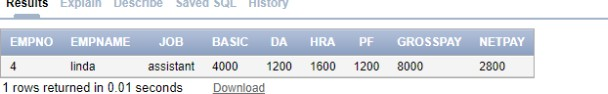 Results Explain Describe Saved SQL History
EMPNO EMPNAME JOB BASIC DA HRA PF GROSSPAY NETPAY
4 linda assistant 4000 1200 1600 1200 8000 2800
1 rows returned in 0.01 seconds Download